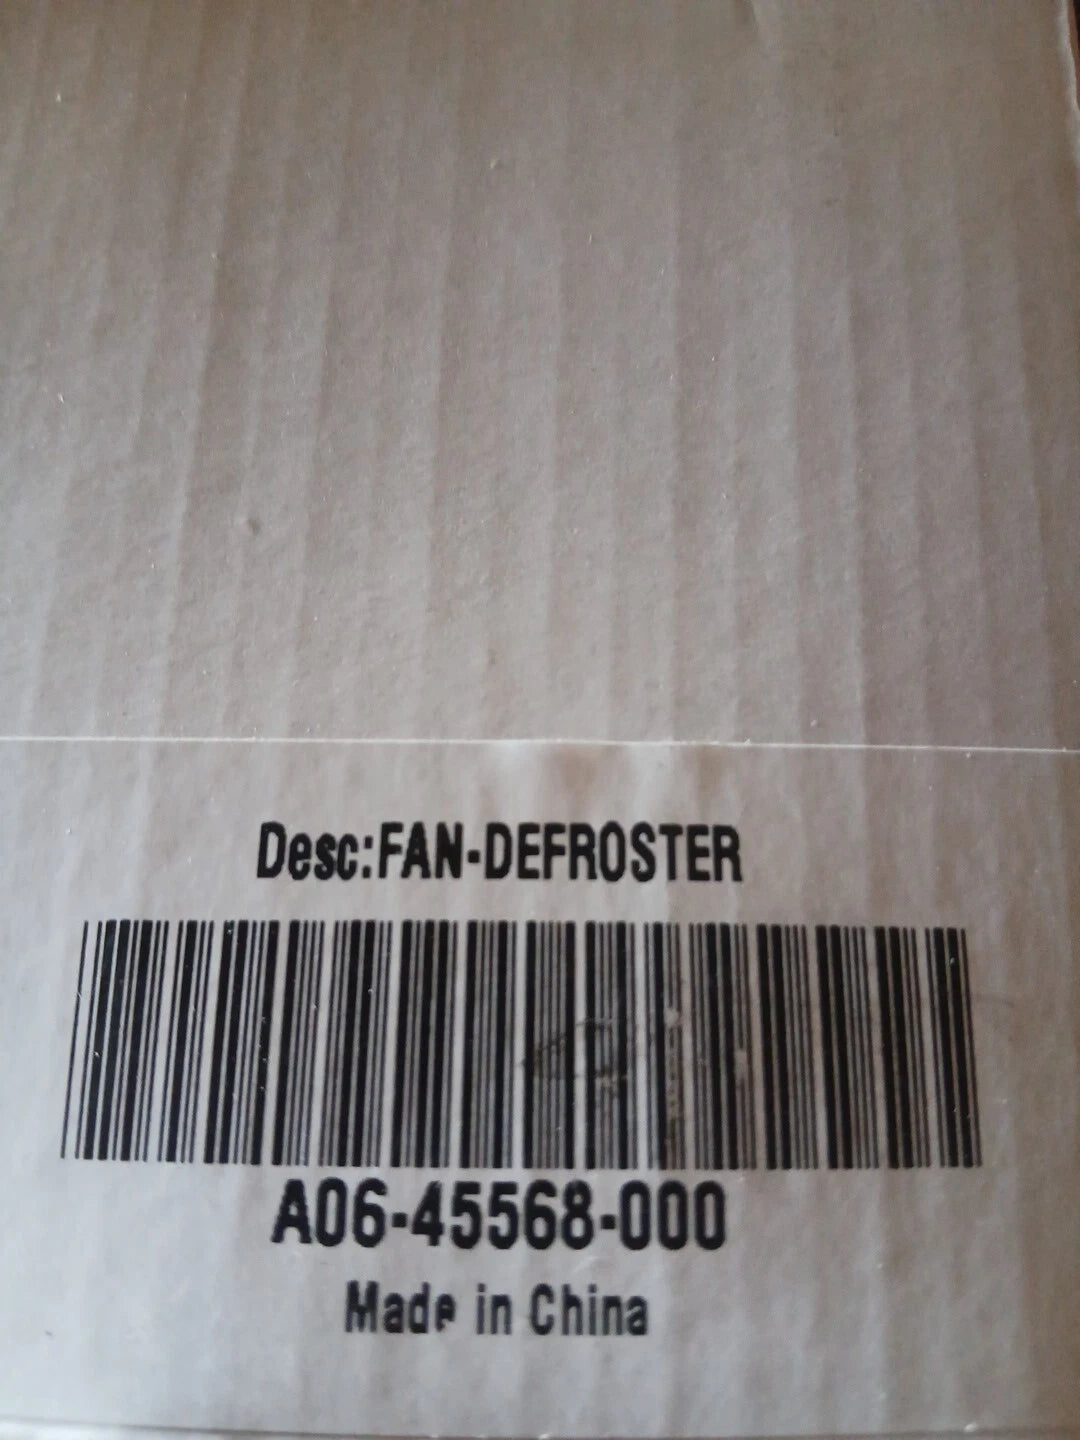 Desc:FAN-DEFROSTER
A06-45568-000
Made in China